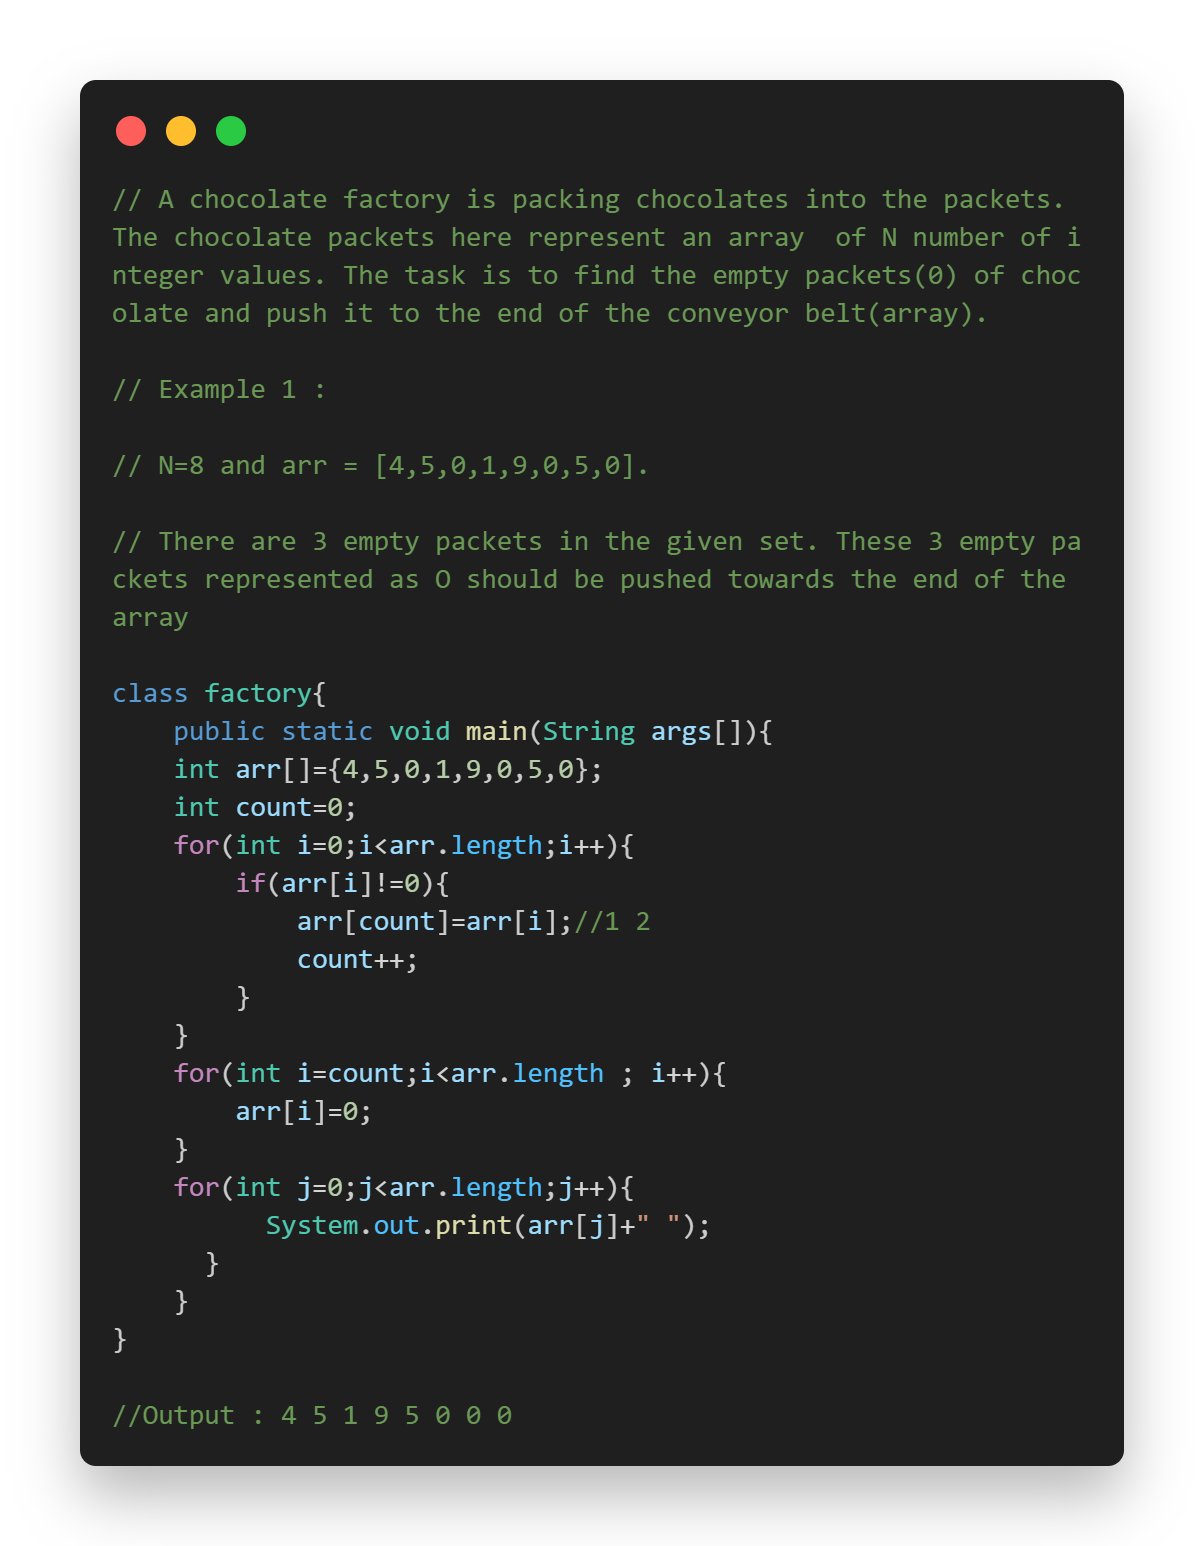 // A chocolate factory is packing chocolates into the packets.
The chocolate packets here represent an array  of N number of i
nteger values. The task is to find the empty packets(0) of choc
olate and push it to the end of the conveyor belt(array).
// Example 1 :
// N=8 and arr = [4,5,0,1,9,0,5,0].
// There are 3 empty packets in the given set. These 3 empty pa
ckets represented as O should be pushed towards the end of the
array
class factory{
    public static void main(String args[]){
    int arr[]={4,5,0,1,9,0,5,0};
    int count=0;
    for(int i=0;i<arr.length;i++){
        if(arr[i]!=0){
            arr[count]=arr[i];//1 2
            count++;
        }
    }
    for(int i=count;i<arr.length ; i++){
        arr[i]=0;
    }
    for(int j=0;j<arr.length;j++){
          System.out.print(arr[j]+" ");
      }
    }
}
//Output : 4 5 1 9 5 0 0 0